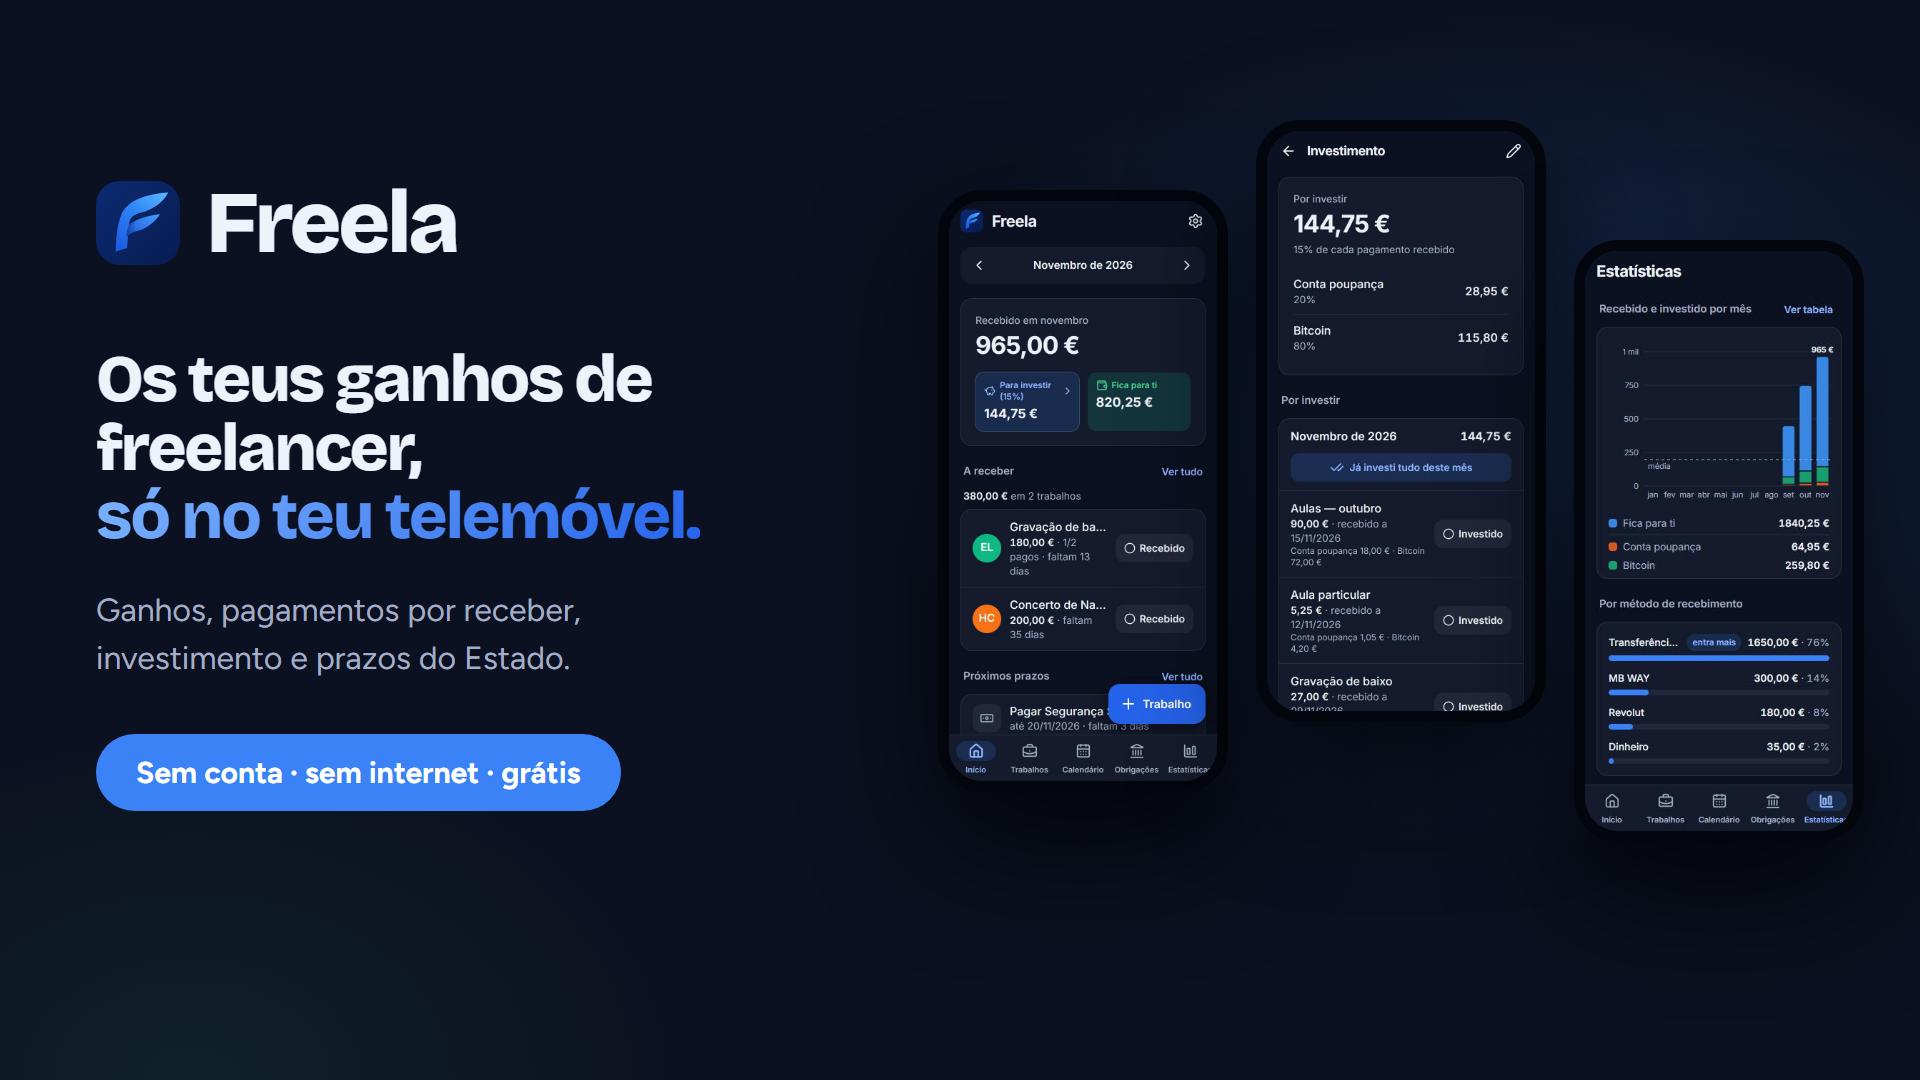 Freela
Os teus ganhos de
freelancer,
só no teu telemóvel.
Ganhos, pagamentos por receber,
investimento e prazos do Estado.
Sem conta · sem internet · grátis
Freela
Novembro de 2026
Recebido em novembro
965,00 €
Para investir
(15%)
144,75 €
Fica para ti
820,25 €
A receber
Ver tudo
380,00 € em 2 trabalhos
EL
Gravação de ba...
180,00 € · 1/2
pagos · faltam 13
dias
Recebido
HC
Concerto de Na...
200,00 € · faltam
35 dias
Recebido
Próximos prazos
Ver tudo
Pagar Segurança
até 20/11/2026 · faltam 3 dias
Trabalho
Início
Trabalhos
Calendário
Obrigações
Investimento
Por investir
144,75 €
15% de cada pagamento recebido
Conta poupança
20%
28,95 €
Bitcoin
80%
115,80 €
Por investir
Novembro de 2026
144,75 €
Já investi tudo deste mês
Aulas — outubro
90,00 € · recebido a
15/11/2026
Conta poupança 18,00 € · Bitcoin
72,00 €
Investido
Aula particular
5,25 € · recebido a
12/11/2026
Conta poupança 1,05 € · Bitcoin
4,20 €
Investido
Gravação de baixo
27,00 € · recebido a
Investido
Estatísticas
Recebido e investido por mês
Ver tabela
965 €
1 mil
750
500
250
média
0
jan fev mar abr mai jun jul ago set out nov
Fica para ti
1840,25 €
Conta poupança
64,95 €
Bitcoin
259,80 €
Por método de recebimento
Transferênci...
entra mais
1650,00 € · 76%
MB WAY
300,00 € · 14%
Revolut
180,00 € · 8%
Dinheiro
35,00 € · 2%
Início
Trabalhos
Calendário
Obrigações